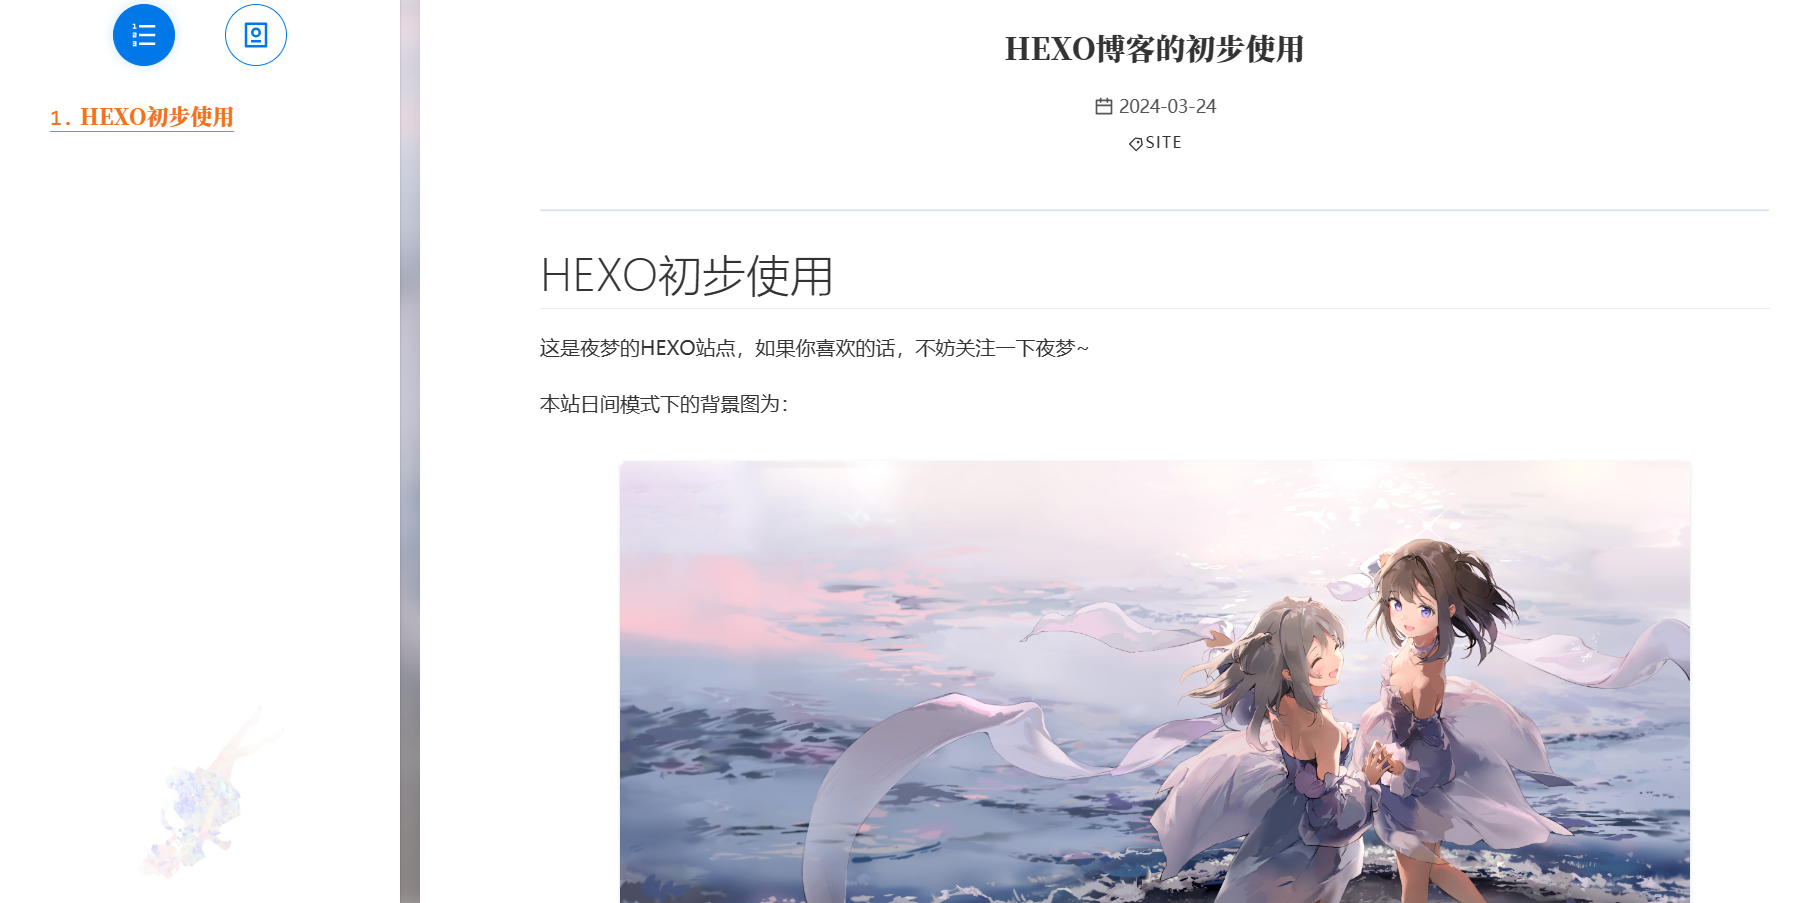 1. HEXO初步使用
HEXO博客的初步使用
2024-03-24
SITE
HEXO初步使用
这是夜梦的HEXO站点，如果你喜欢的话，不妨关注一下夜梦~
本站日间模式下的背景图为：